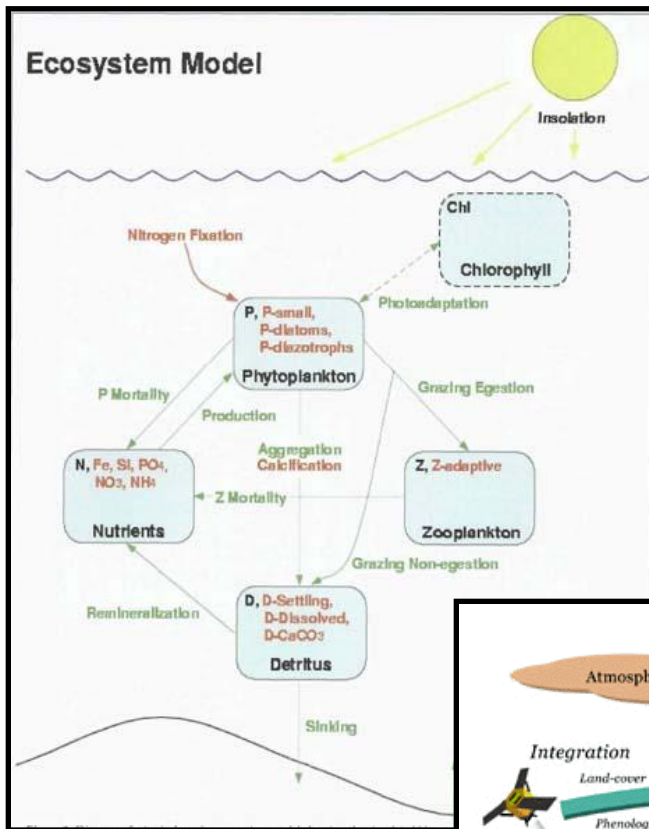 Ecosystem Model
Insolation
Chl
Chlorophyll
Nitrogen Fixation
Photoadaptation
P, P-small,
P-diatoms,
P-diazotrophs
Phytoplankton
P Mortality
Production
Grazing Egestion
Aggregation
Calcification
N, Fe, Si, PO4,
NO3, NH4
Nutrients
Z Mortality
Z, Z-adaptive
Zooplankton
Grazing Non-egestion
Remineralization
D, D-Settling,
D-Dissolved,
D-CaCO3
Detritus
Sinking
Atmosph
Integration
Land-cover
Phenolog